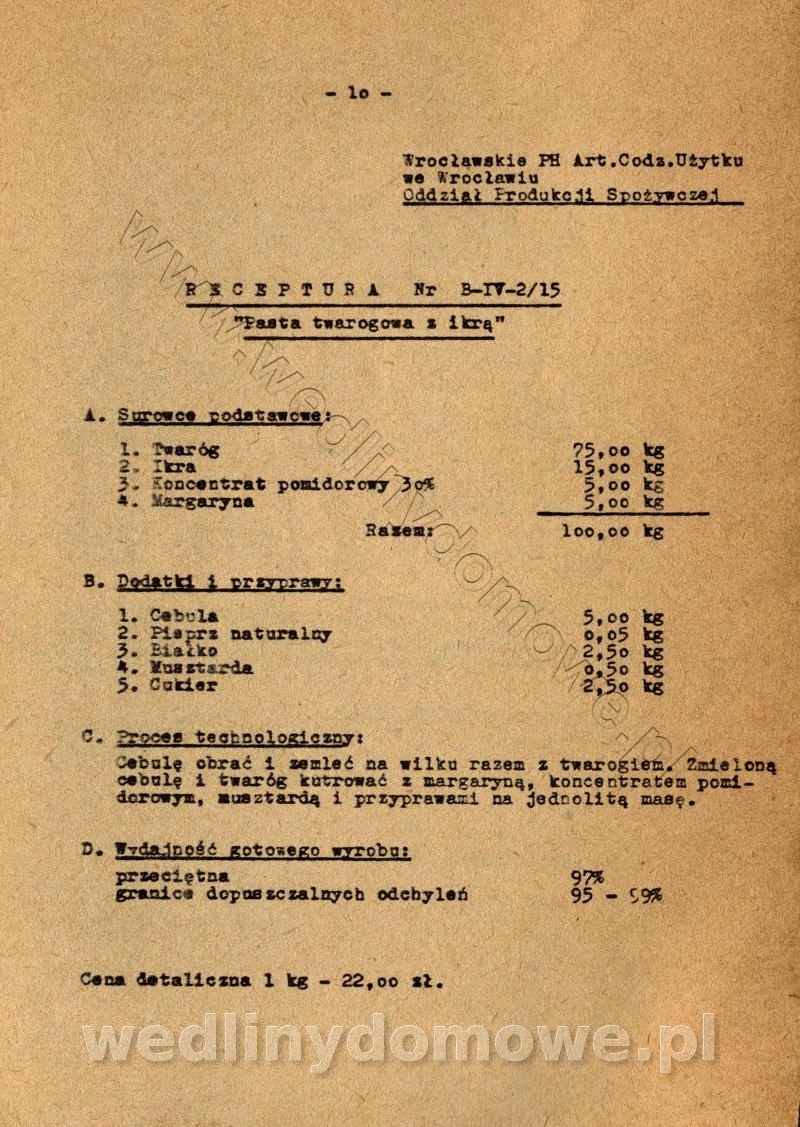 - 1o -
Wrocławskie PH Art.Codz.Użytku
we Wrocławiu
Oddział Produkcji Spożywczej
R E C E P T U R A Nr B-IV-2/15
"Pasta twarogowa z ikrą"
A. Surowce podstawowe:
1. Twaróg 75,oo kg
2. Ikra 15,oo kg
3. Koncentrat pomidorowy 3o% 5,oo kg
4. Margaryna 5,oo kg
Razem: 1oo,oo kg
B. Dodatki i przyprawy:
1. Cebula 5,oo kg
2. Pieprz naturalny o,o5 kg
3. Białko 2,5o kg
4. Musztarda o,5o kg
5. Cukier 2,5o kg
C. Proces technologiczny:
Cebulę obrać i zemleć na wilku razem z twarogiem. Zmieloną
cebulę i twaróg kutrować z margaryną, koncentratem pomi-
dorowym, musztardą i przyprawami na jednolitą masę.
D. Wydajność gotowego wyrobu:
przeciętna 97%
granice dopuszczalnych odchyleń 95 - 99%
Cena detaliczna 1 kg - 22,oo zł.
www.wedlinydomowe.pl
wedlinydomowe.pl